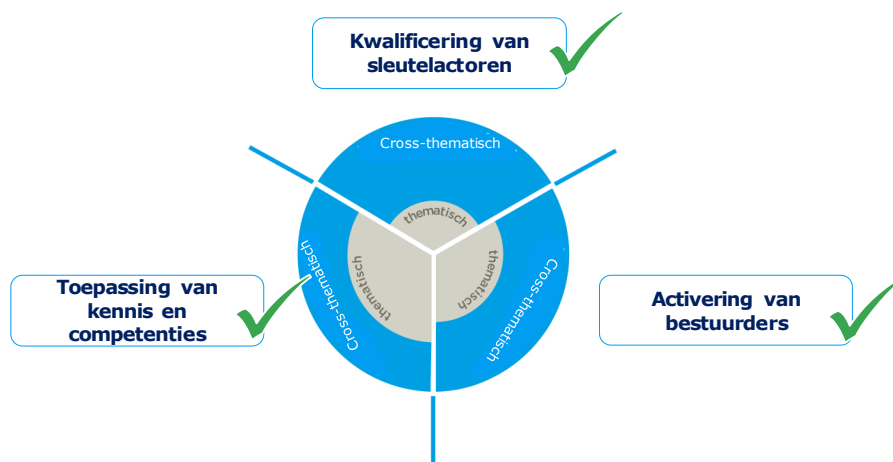 Kwalificering van
sleutelactoren
Cross-thematisch
thematisch
thematisch
thematisch
Cross-thematisch
Cross-thematisch
Toepassing van
kennis en
competenties
Activering van
bestuurders